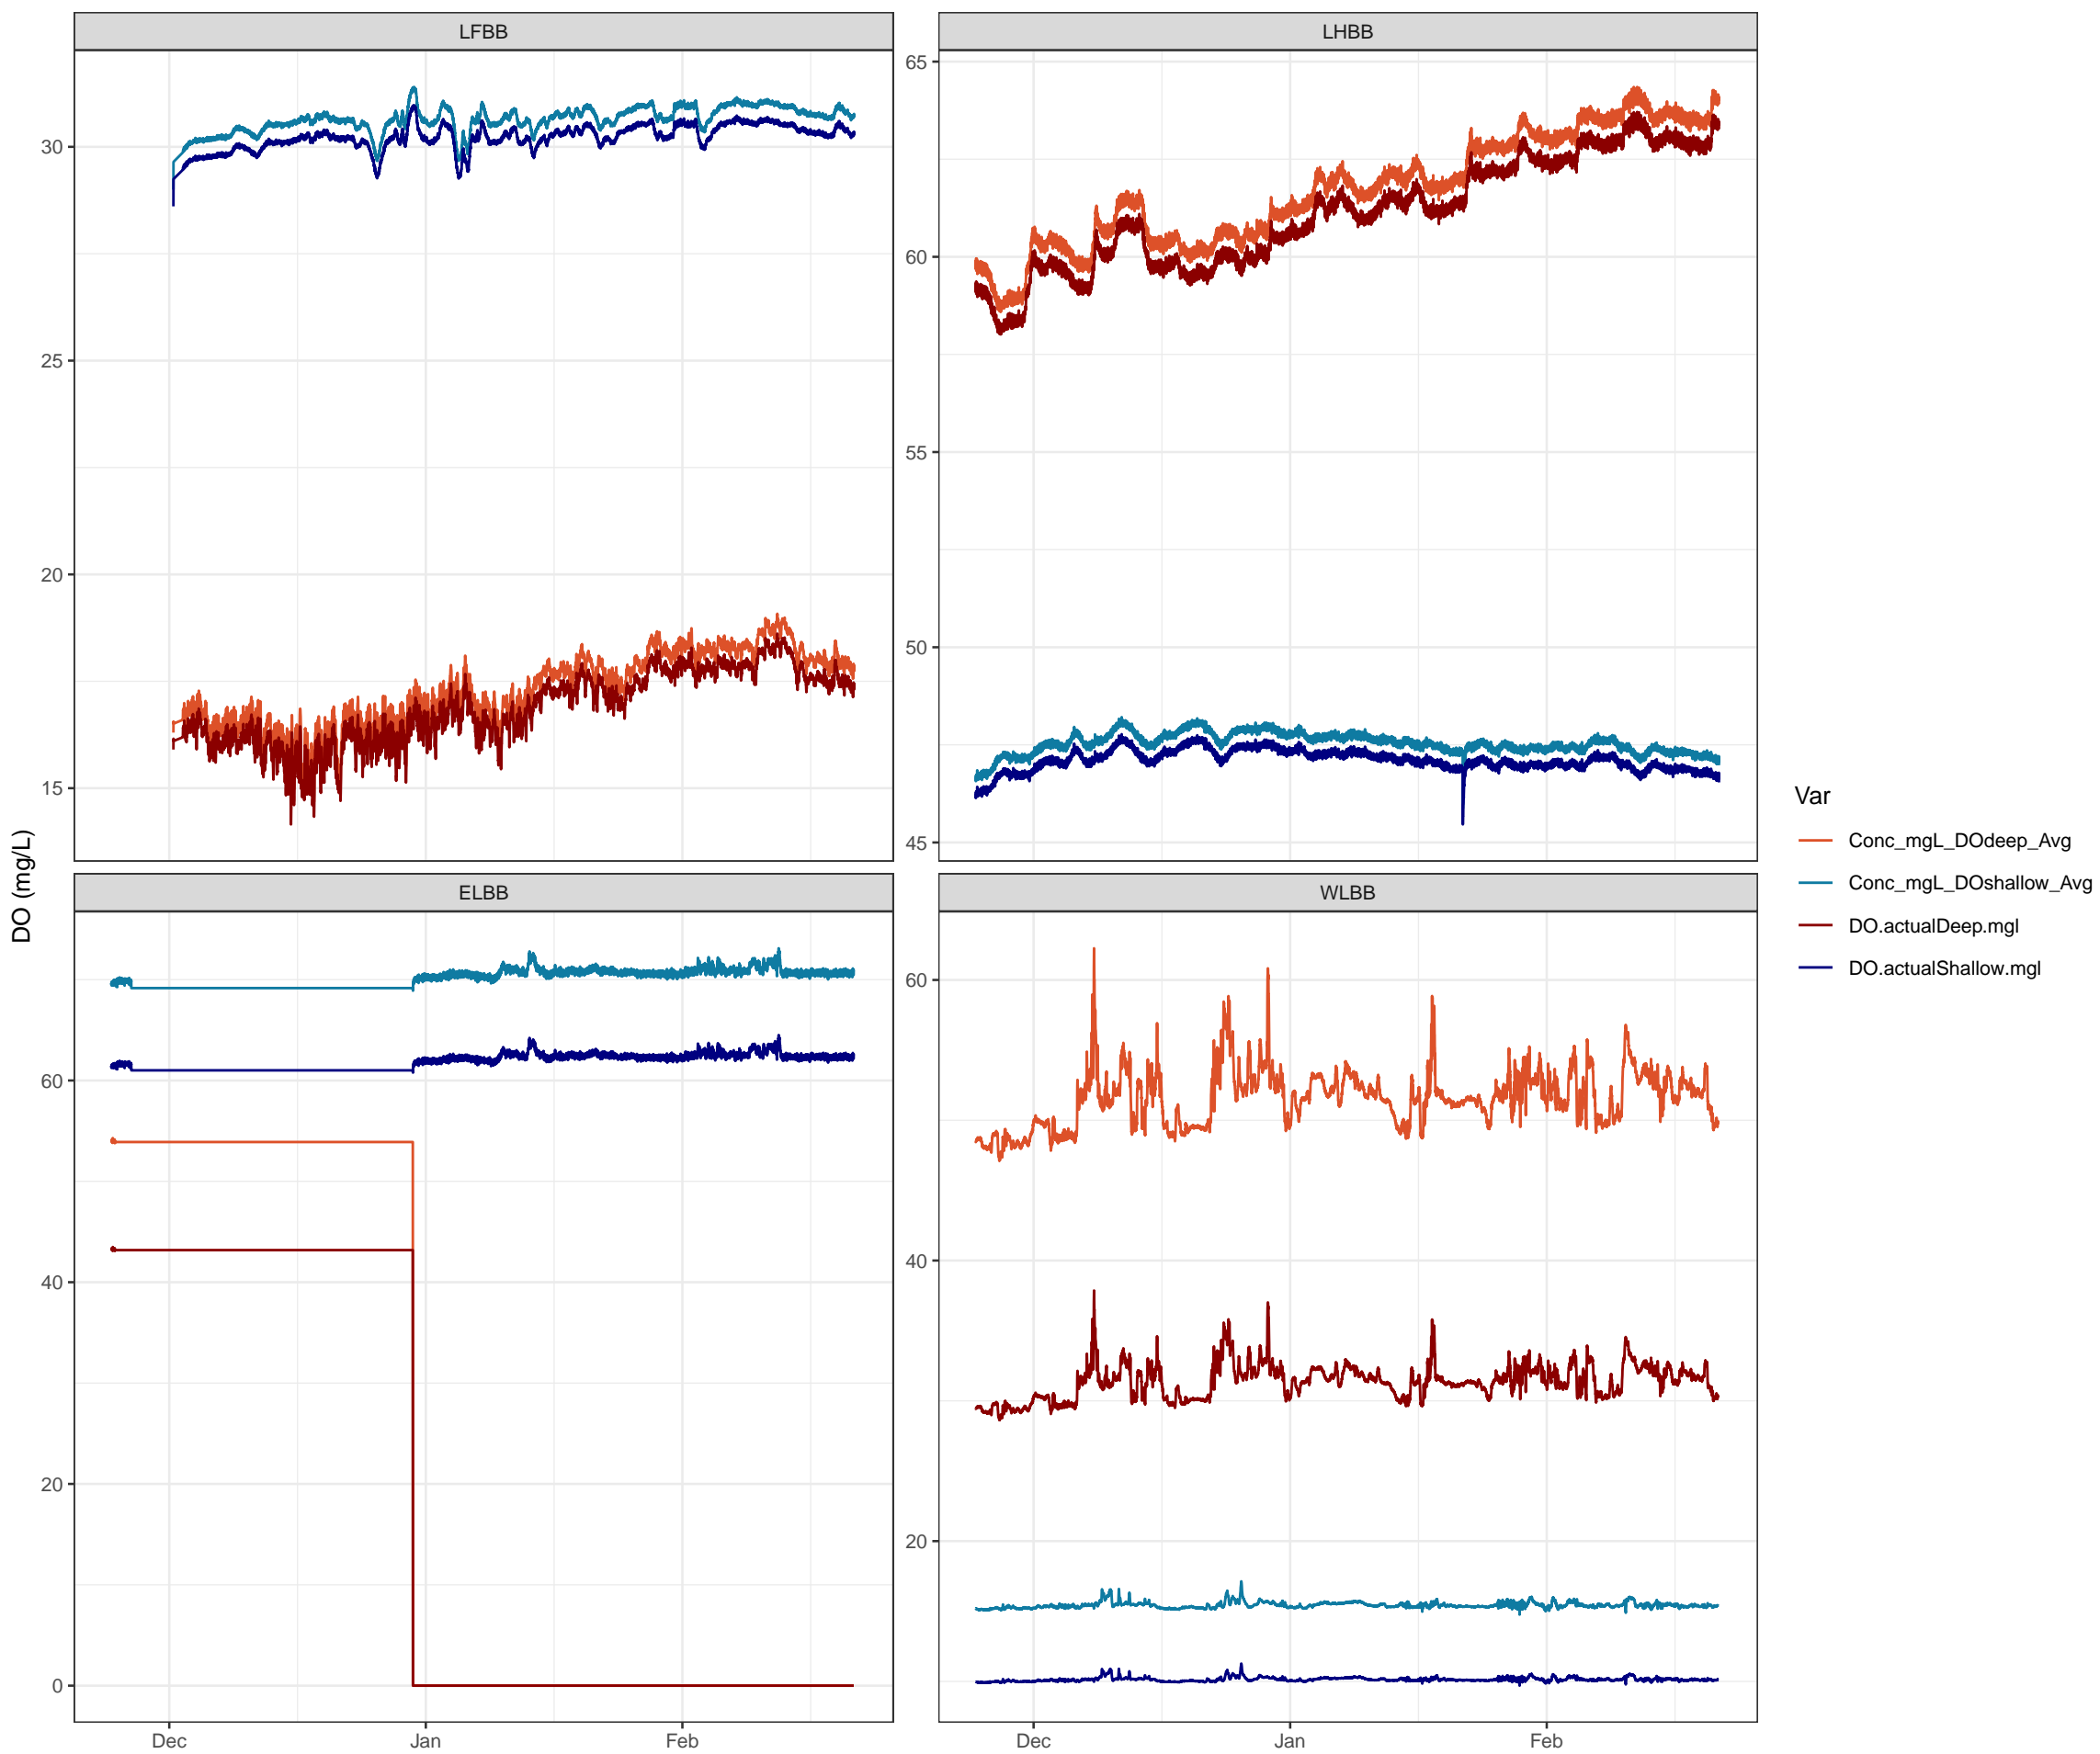 LFBB
LHBB
30
25
20
15
65
60
55
50
45
DO (mg/L)
ELBB
WLBB
60
40
20
0
60
40
20
Dec
Jan
Feb
Dec
Jan
Feb
Var
Conc_mgL_DOdeep_Avg
Conc_mgL_DOshallow_Avg
DO.actualDeep.mgl
DO.actualShallow.mgl